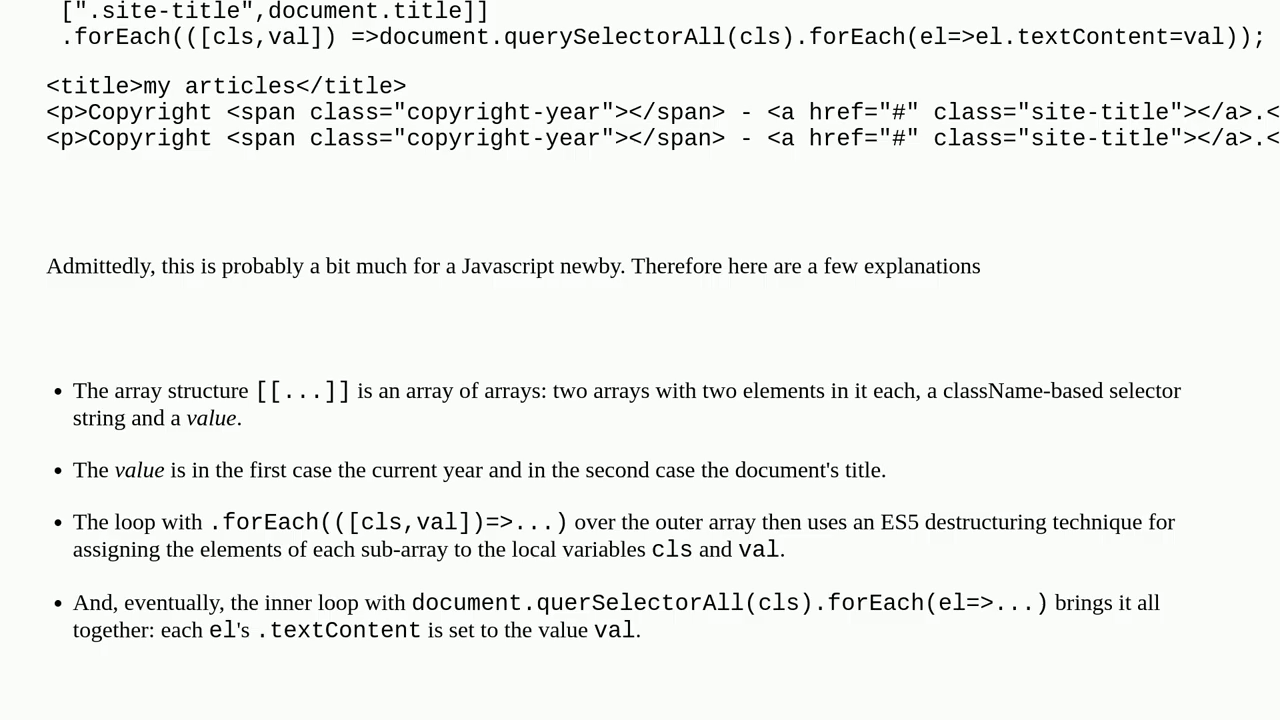 [".site-title",document.title]]
.forEach(([cls,val]) =>document.querySelectorAll(cls).forEach(el=>el.textContent=val));
<title>my articles</title>
<p>Copyright <span class="copyright-year"></span> - <a href="#" class="site-title"></a>.<
<p>Copyright <span class="copyright-year"></span> - <a href="#" class="site-title"></a>.<
Admittedly, this is probably a bit much for a Javascript newby. Therefore here are a few explanations
• The array structure [[...]] is an array of arrays: two arrays with two elements in it each, a className-based selector
string and a value.
• The value is in the first case the current year and in the second case the document's title.
• The loop with .forEach(([cls,val])=>...) over the outer array then uses an ES5 destructuring technique for
assigning the elements of each sub-array to the local variables cls and val.
• And, eventually, the inner loop with document.querSelectorAll(cls).forEach(el=>...) brings it all
together: each el's .textContent is set to the value val.